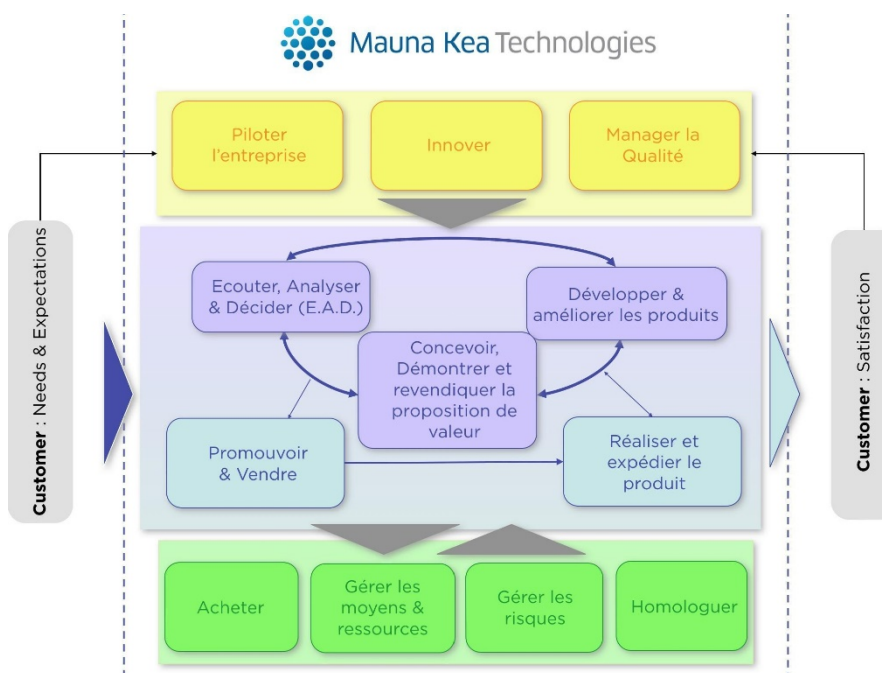 Mauna Kea Technologies
Piloter
l'entreprise
Innover
Manager la
Qualité
Customer : Needs & Expectations
Ecouter, Analyser
& Décider (E.A.D.)
Développer &
améliorer les produits
Concevoir,
Démontrer et
revendiquer la
proposition de
valeur
Promouvoir
& Vendre
Réaliser et
expédier le
produit
Customer : Satisfaction
Acheter
Gérer les
moyens &
ressources
Gérer les
risques
Homologuer